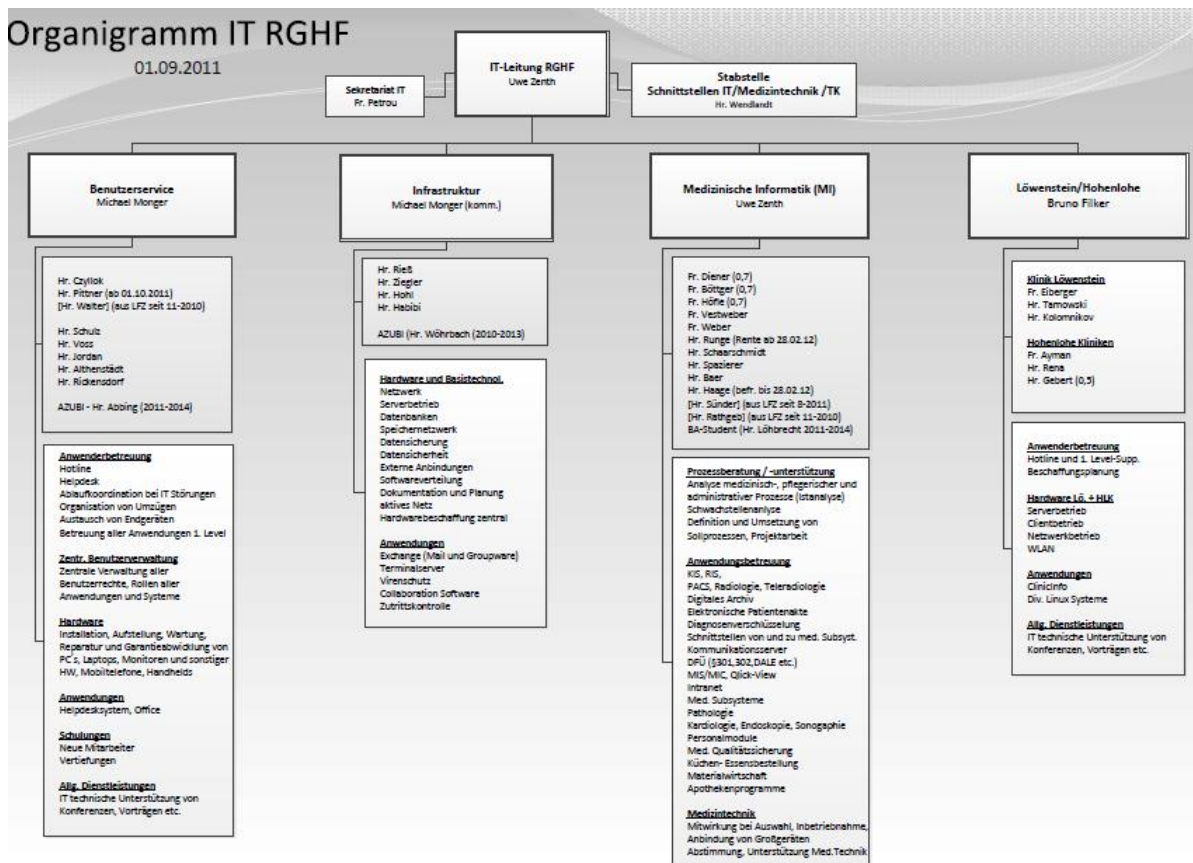 Organigramm IT RGHF
01.09.2011
IT-Leitung RGHF
Uwe Zenth
Sekretariat IT
Fr. Petrou
Stabstelle
Schnittstellen IT/Medizintechnik /TK
Hr. Wendlandt
Benutzerservice
Michael Monger
Hr. Czyllok
Hr. Pittner (ab 01.10.2011)
[Hr. Walter] (aus LFZ seit 11-2010)
Hr. Schulz
Hr. Voss
Hr. Jordan
Hr. Althenstädt
Hr. Rickensdorf
AZUBI - Hr. Abbing (2011-2014)
Anwenderbetreuung
Hotline
Helpdesk
Ablaufkoordination bei IT Störungen
Organisation von Umzügen
Austausch von Endgeräten
Betreuung aller Anwendungen 1. Level
Zentr. Benutzerverwaltung
Zentrale Verwaltung aller
Benutzerrechte, Rollen aller
Anwendungen und Systeme
Hardware
Installation, Aufstellung, Wartung,
Reparatur und Garantieabwicklung von
PC's, Laptops, Monitoren und sonstiger
HW, Mobiltelefone, Handhelds
Anwendungen
Helpdesksystem, Office
Schulungen
Neue Mitarbeiter
Vertiefungen
Allg. Dienstleistungen
IT technische Unterstützung von
Konferenzen, Vorträgen etc.
Infrastruktur
Michael Monger (komm.)
Hr. Rieß
Hr. Ziegler
Hr. Hohl
Hr. Habibi
AZUBI (Hr. Wöhrbach (2010-2013)
Hardware und Basistechnol.
Netzwerk
Serverbetrieb
Datenbanken
Speichernetzwerk
Datensicherung
Datensicherheit
Externe Anbindungen
Softwareverteilung
Dokumentation und Planung
aktives Netz
Hardwarebeschaffung zentral
Anwendungen
Exchange (Mail und Groupware)
Terminalserver
Virenschutz
Collaboration Software
Zutrittskontrolle
Medizinische Informatik (MI)
Uwe Zenth
Fr. Diener (0,7)
Fr. Böttger (0,7)
Fr. Höfle (0,7)
Fr. Vestweber
Fr. Weber
Hr. Runge (Rente ab 28.02.12)
Hr. Schaarschmidt
Hr. Spazierer
Hr. Baer
Hr. Haage (befr. bis 28.02.12)
[Hr. Sünder] (aus LFZ seit 8-2011)
[Hr. Rathgeb] (aus LFZ seit 11-2010)
BA-Student (Hr. Löhbrecht 2011-2014)
Prozessberatung / -unterstützung
Analyse medizinisch-, pflegerischer und
administrativer Prozesse (Istanalyse)
Schwachstellenanalyse
Definition und Umsetzung von
Sollprozessen, Projektarbeit
Anwendungsbetreuung
KIS, RIS,
PACS, Radiologie, Teleradiologie
Digitales Archiv
Elektronische Patientenakte
Diagnosenverschlüsselung
Schnittstellen von und zu med. Subsyst.
Kommunikationsserver
DFÜ (§301,302,DALE etc.)
MIS/MIC, Qlick-View
Intranet
Med. Subsysteme
Pathologie
Kardiologie, Endoskopie, Sonogaphie
Personalmodule
Med. Qualitätssicherung
Küchen- Essensbestellung
Materialwirtschaft
Apothekenprogramme
Medizintechnik
Mitwirkung bei Auswahl, Inbetriebnahme,
Anbindung von Großgeräten
Abstimmung, Unterstützung Med.Technik
Löwenstein/Hohenlohe
Bruno Filker
Klinik Löwenstein
Fr. Eiberger
Hr. Tarnowski
Hr. Kolomnikov
Hohenlohe Kliniken
Fr. Ayman
Hr. Rena
Hr. Gebert (0,5)
Anwenderbetreuung
Hotline und 1. Level-Supp.
Beschaffungsplanung
Hardware Lö. + HLK
Serverbetrieb
Clientbetrieb
Netzwerkbetrieb
WLAN
Anwendungen
ClinicInfo
Div. Linux Systeme
Allg. Dienstleistungen
IT technische Unterstützung von
Konferenzen, Vorträgen etc.